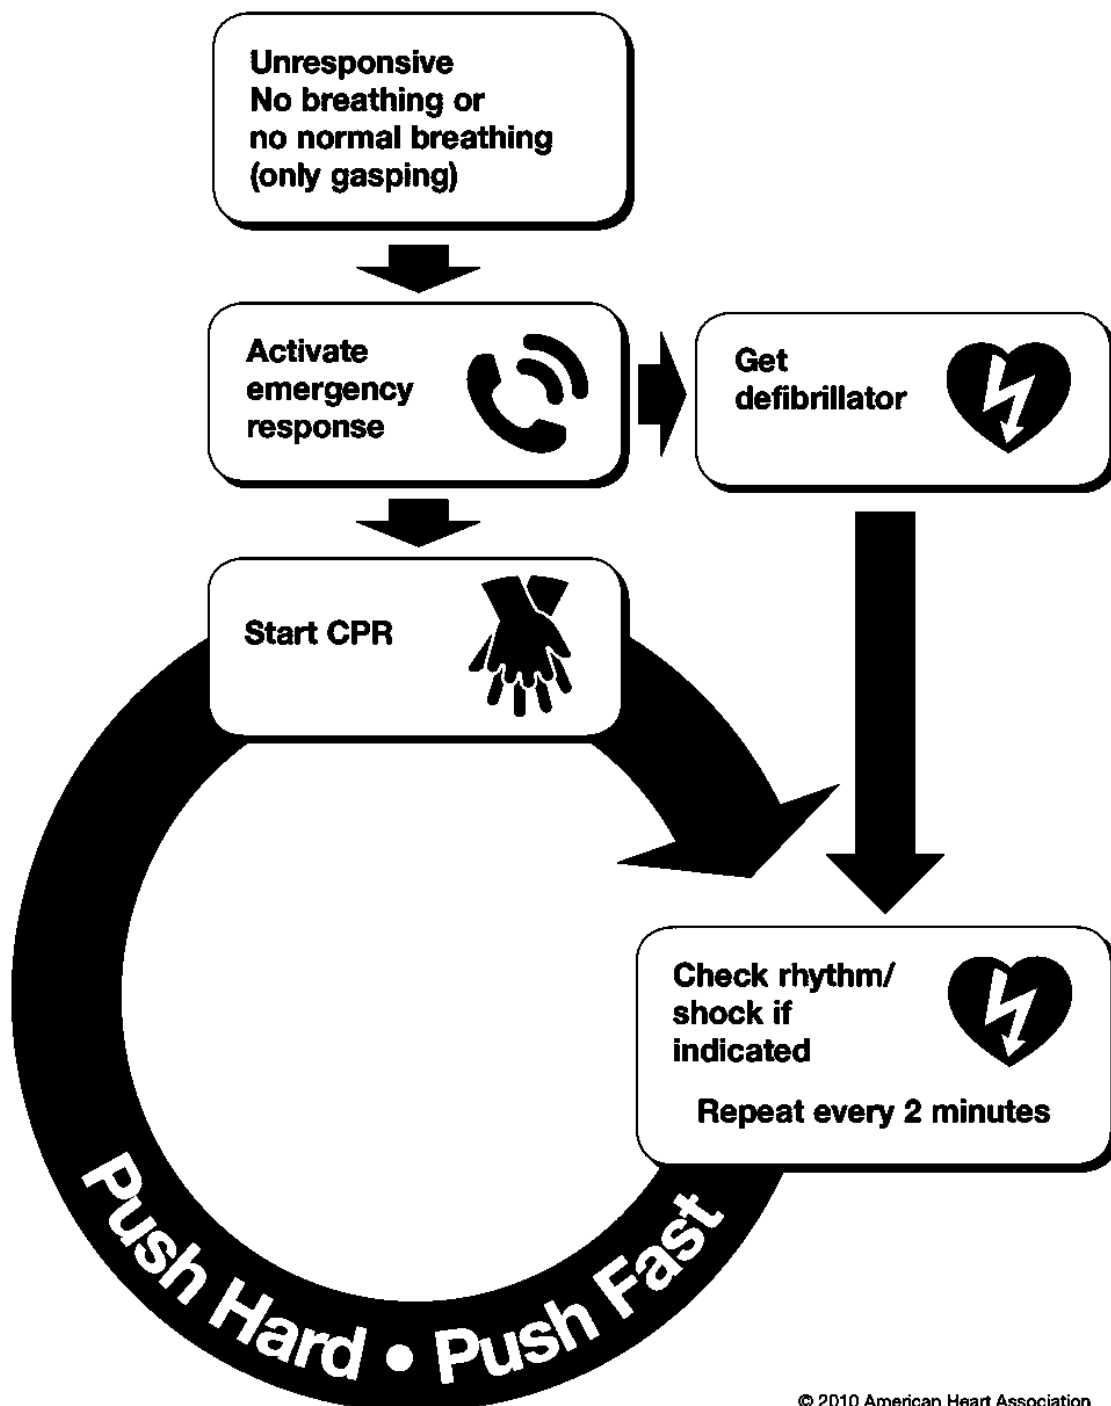 Unresponsive
No breathing or
no normal breathing
(only gasping)
Activate
emergency
response
Get
defibrillator
Start CPR
Check rhythm/
shock if
indicated
Repeat every 2 minutes
Push Hard • Push Fast
© 2010 American Heart Association